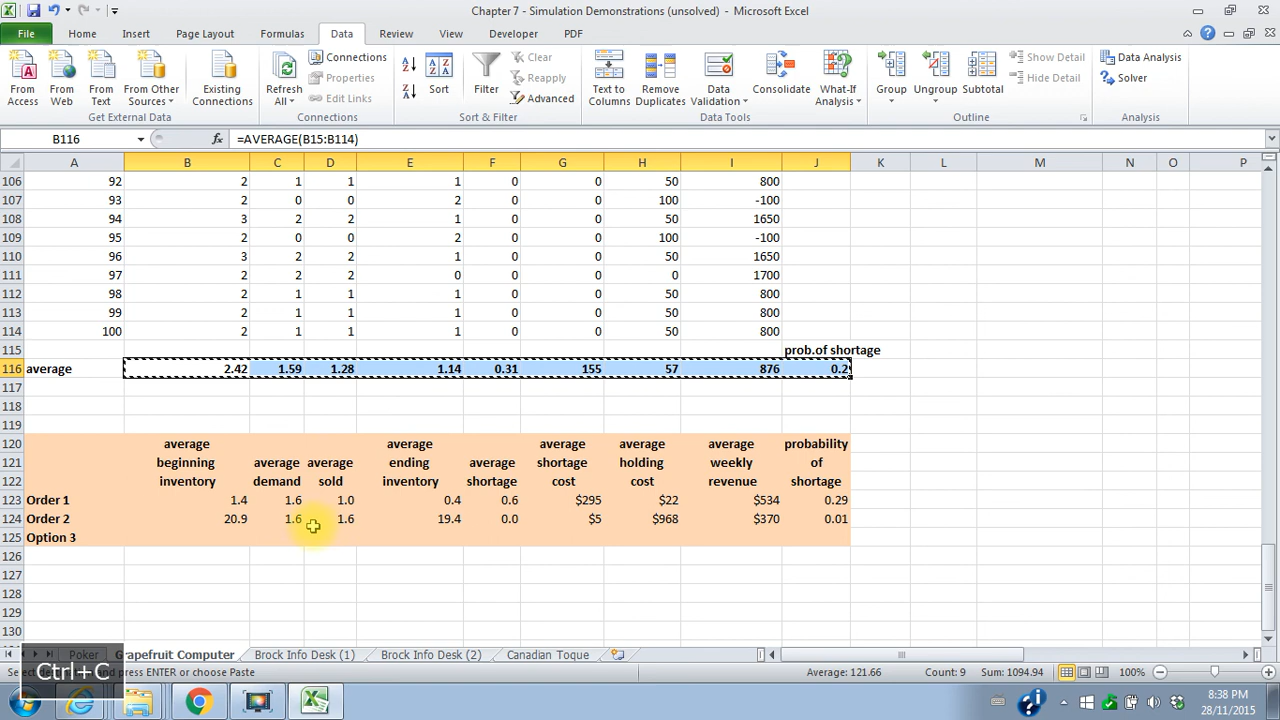 Chapter 7 - Simulation Demonstrations (unsolved) - Microsoft Excel
File Home Insert Page Layout Formulas Data Review View Developer PDF
From Access
From Web
From Text
From Other Sources
Existing Connections
Refresh All
Connections
Properties
Edit Links
Sort
Filter
Clear
Reapply
Advanced
Text to Columns
Remove Duplicates
Data Validation
Consolidate
What-If Analysis
Group
Ungroup
Subtotal
Show Detail
Hide Detail
Data Analysis
Solver
Get External Data Connections Sort & Filter Data Tools Outline Analysis
B116 fx =AVERAGE(B15:B114)
A B C D E F G H I J K L M N O P
106 92 2 1 1 1 0 0 50 800
107 93 2 0 0 2 0 0 100 -100
108 94 3 2 2 1 0 0 50 1650
109 95 2 0 0 2 0 0 100 -100
110 96 3 2 2 1 0 0 50 1650
111 97 2 2 2 0 0 0 0 1700
112 98 2 1 1 1 0 0 50 800
113 99 2 1 1 1 0 0 50 800
114 100 2 1 1 1 0 0 50 800
115 prob.of shortage
116 average 2.42 1.59 1.28 1.14 0.31 155 57 876 0.2
117
118
119
120 average average average average average probability
121 beginning average average ending average shortage holding weekly of
122 inventory demand sold inventory shortage cost cost revenue shortage
123 Order 1 1.4 1.6 1.0 0.4 0.6 $295 $22 $534 0.29
124 Order 2 20.9 1.6 1.6 19.4 0.0 $5 $968 $370 0.01
125 Option 3
126
127
128
129
130
Poker Grapefruit Computer Brock Info Desk (1) Brock Info Desk (2) Canadian Toque
Ctrl+C
Select de and press ENTER or choose Paste Average: 121.66 Count: 9 Sum: 1094.94 100%
8:38 PM
28/11/2015